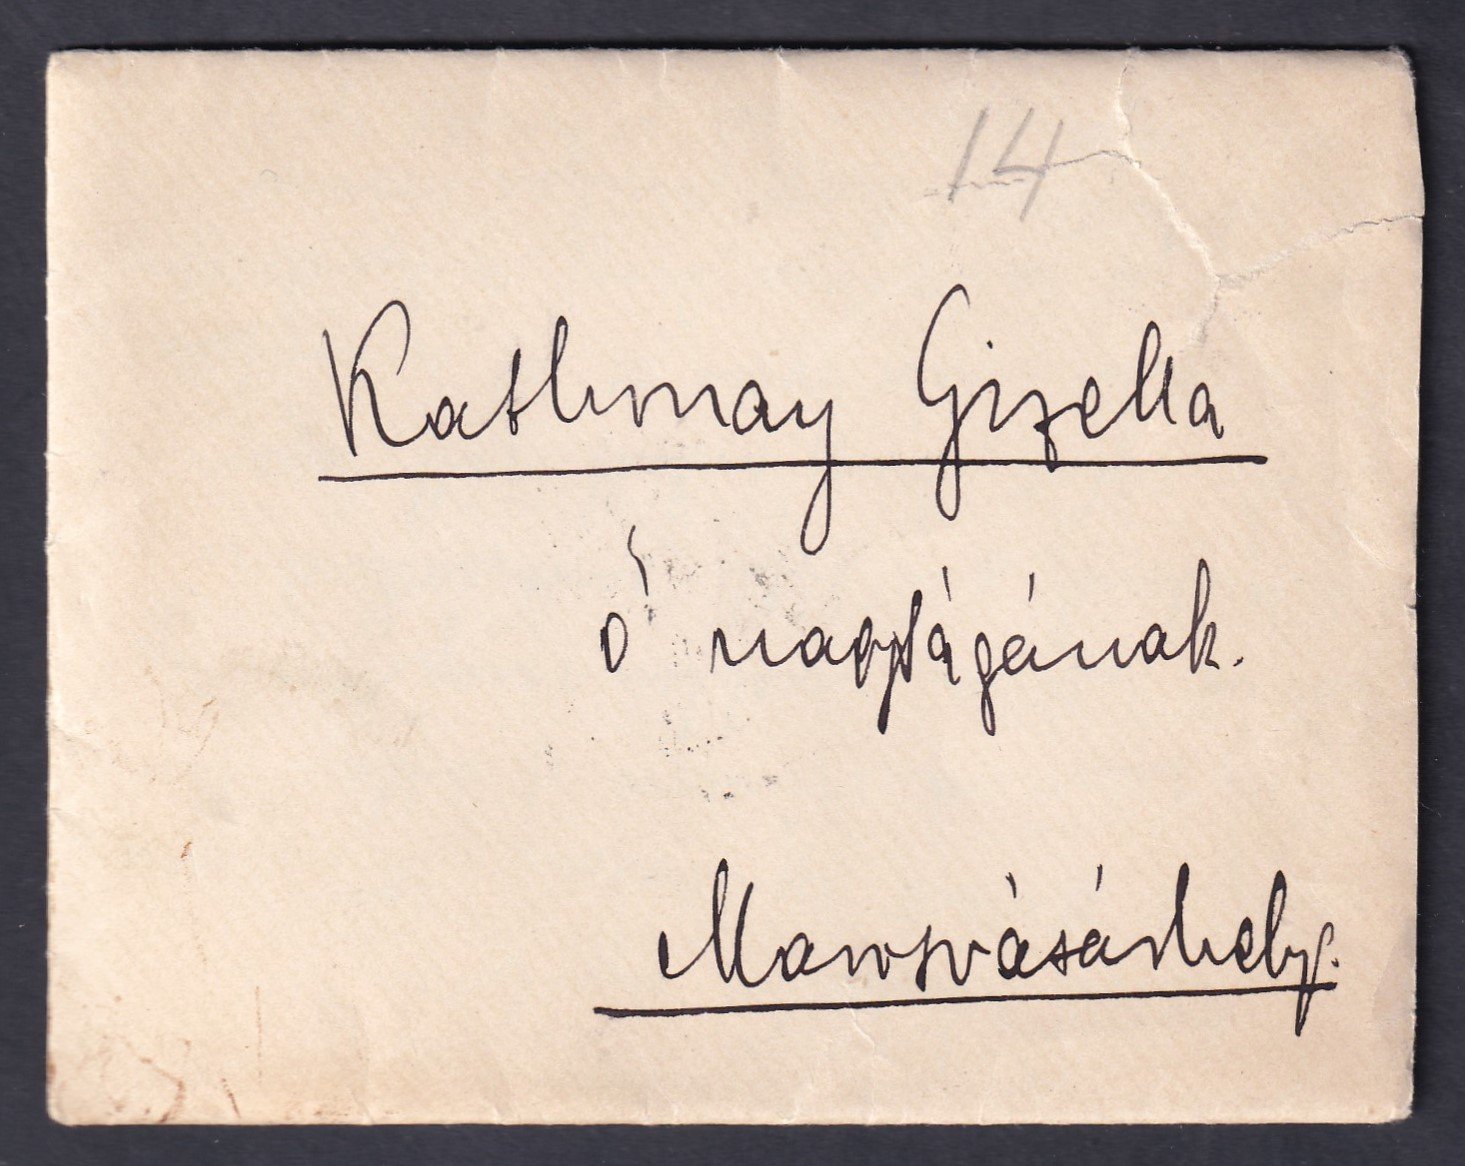 14
Kathmay Gizella
ő nagyságának.
Marosvásárhely.